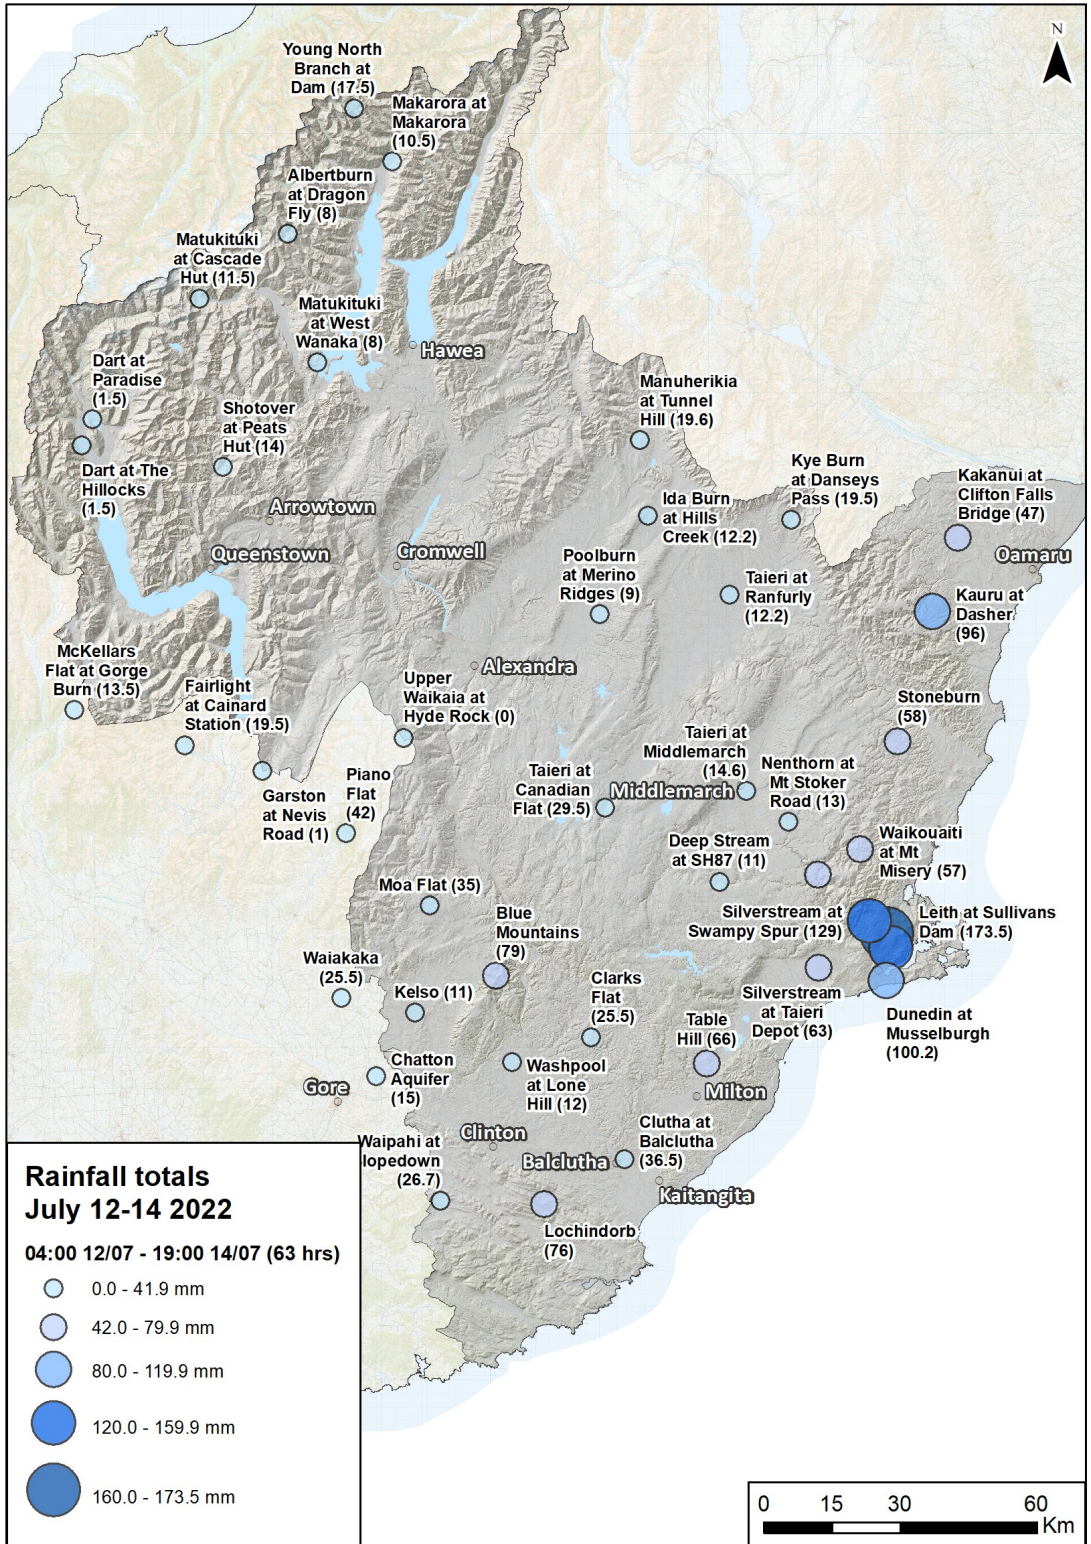 N
Young North
Branch at
Dam (17.5)
Makarora at
Makarora
(10.5)
Albertburn
at Dragon
Fly (8)
Matukituki
at Cascade
Hut (11.5)
Matukituki
at West
Wanaka (8)
Hawea
Dart at
Paradise
(1.5)
Shotover
at Peats
Hut (14)
Manuherikia
at Tunnel
Hill (19.6)
Dart at The
Hillocks
(1.5)
Kye Burn
at Danseys
Pass (19.5)
Kakanui at
Clifton Falls
Bridge (47)
Ida Burn
at Hills
Creek (12.2)
Arrowtown
Queenstown
Cromwell
Oamaru
Poolburn
at Merino
Ridges (9)
Taieri at
Ranfurly
(12.2)
Kauru at
Dasher
(96)
McKellars
Flat at Gorge
Burn (13.5)
Alexandra
Fairlight
at Cainard
Station (19.5)
Upper
Waikaia at
Hyde Rock (0)
Stoneburn
(58)
Taieri at
Middlemarch
(14.6)
Nenthorn at
Mt Stoker
Road (13)
Piano
Flat
(42)
Taieri at
Canadian
Flat (29.5)
Middlemarch
Garston
at Nevis
Road (1)
Deep Stream
at SH87 (11)
Waikouaiti
at Mt
Misery (57)
Moa Flat (35)
Blue
Mountains
(79)
Silverstream at
Swampy Spur (129)
Leith at Sullivans
Dam (173.5)
Waiakaka
(25.5)
Kelso (11)
Clarks
Flat
(25.5)
Silverstream
at Taieri
Depot (63)
Dunedin at
Musselburgh
(100.2)
Table
Hill (66)
Chatton
Aquifer
(15)
Washpool
at Lone
Hill (12)
Gore
Milton
Clinton
Clutha at
Balclutha
(36.5)
Waipahi at
lopedown
(26.7)
Balclutha
Kaitangita
Lochindorb
(76)
Rainfall totals
July 12-14 2022
04:00 12/07 - 19:00 14/07 (63 hrs)
0.0 - 41.9 mm
42.0 - 79.9 mm
80.0 - 119.9 mm
120.0 - 159.9 mm
160.0 - 173.5 mm
0 15 30 60
Km